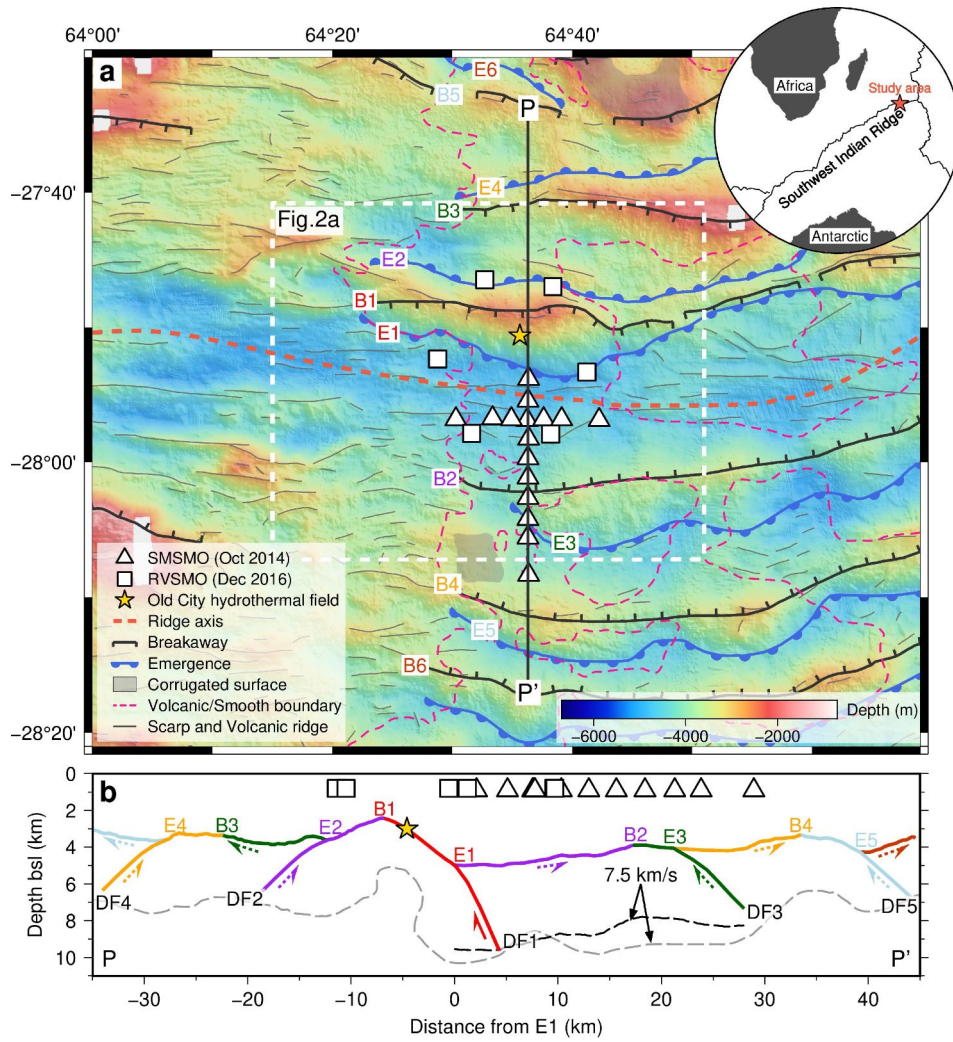 64°00'
64°20'
64°40'
a
E6
B5
P
Africa
Study area
Southwest Indian Ridge
Antarctic
−27°40'
E4
B3
Fig.2a
E2
B1
E1
−28°00'
B2
E3
B4
E5
B6
P'
−28°20'
SMSMO (Oct 2014)
RVSMO (Dec 2016)
Old City hydrothermal field
Ridge axis
Breakaway
Emergence
Corrugated surface
Volcanic/Smooth boundary
Scarp and Volcanic ridge
Depth (m)
−6000 −4000 −2000
b
0
2
4
6
8
10
Depth bsl (km)
E4 B3 E2 B1 E1 B2 E3 B4 E5
7.5 km/s
DF4 DF2 DF1 DF3 DF5
P P'
−30 −20 −10 0 10 20 30 40
Distance from E1 (km)